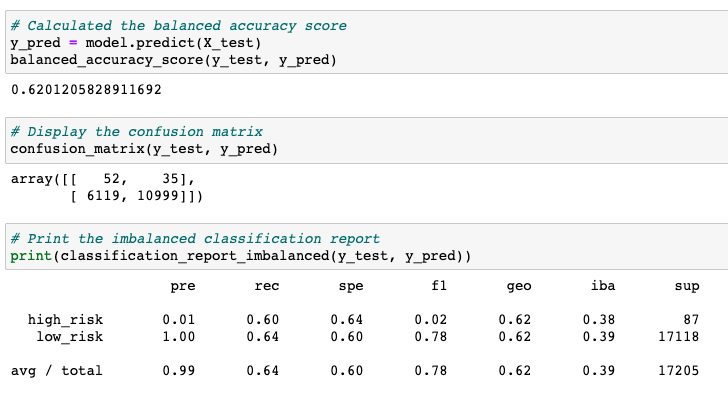 # Calculated the balanced accuracy score
y_pred = model.predict(X_test)
balanced_accuracy_score(y_test, y_pred)
0.6201205828911692
# Display the confusion matrix
confusion_matrix(y_test, y_pred)
array([[   52,    35],
       [ 6119, 10999]])
# Print the imbalanced classification report
print(classification_report_imbalanced(y_test, y_pred))
                   pre       rec       spe        f1       geo       iba       sup
  high_risk       0.01      0.60      0.64      0.02      0.62      0.38        87
   low_risk       1.00      0.64      0.60      0.78      0.62      0.39     17118
avg / total       0.99      0.64      0.60      0.78      0.62      0.39     17205